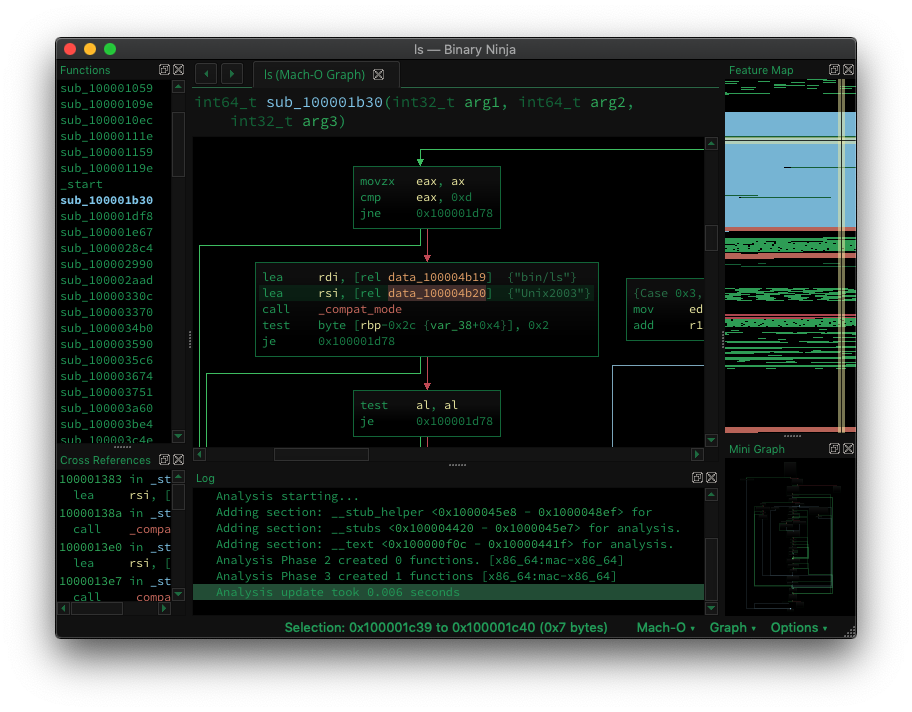 ls — Binary Ninja
Functions
sub_100001059
sub_10000109e
sub_1000010ec
sub_10000111e
sub_100001159
sub_10000119e
_start
sub_100001b30
sub_100001df8
sub_100001e67
sub_1000028c4
sub_100002990
sub_100002aad
sub_10000330c
sub_100003370
sub_1000034b0
sub_100003590
sub_1000035c6
sub_100003674
sub_100003751
sub_100003a60
sub_100003be4
sub_100003c4e
Cross References
100001383 in _st
lea rsi, [
10000138a in _st
call _compa
1000013e0 in _st
lea rsi, [
1000013e7 in _st
call _compa
ls (Mach-O Graph)
int64_t sub_100001b30(int32_t arg1, int64_t arg2,
int32_t arg3)
movzx eax, ax
cmp eax, 0xd
jne 0x100001d78
lea rdi, [rel data_100004b19] {"bin/ls"}
lea rsi, [rel data_100004b20] {"Unix2003"}
call _compat_mode
test byte [rbp-0x2c {var_38+0x4}], 0x2
je 0x100001d78
{Case 0x3,
mov ed
add r1
test al, al
je 0x100001d78
Log
Analysis starting...
Adding section: __stub_helper <0x1000045e8 - 0x1000048ef> for
Adding section: __stubs <0x100004420 - 0x1000045e7> for analysis.
Adding section: __text <0x100000f0c - 0x10000441f> for analysis.
Analysis Phase 2 created 0 functions. [x86_64:mac-x86_64]
Analysis Phase 3 created 1 functions [x86_64:mac-x86_64]
Analysis update took 0.006 seconds
Feature Map
Mini Graph
Selection: 0x100001c39 to 0x100001c40 (0x7 bytes) Mach-O Graph Options